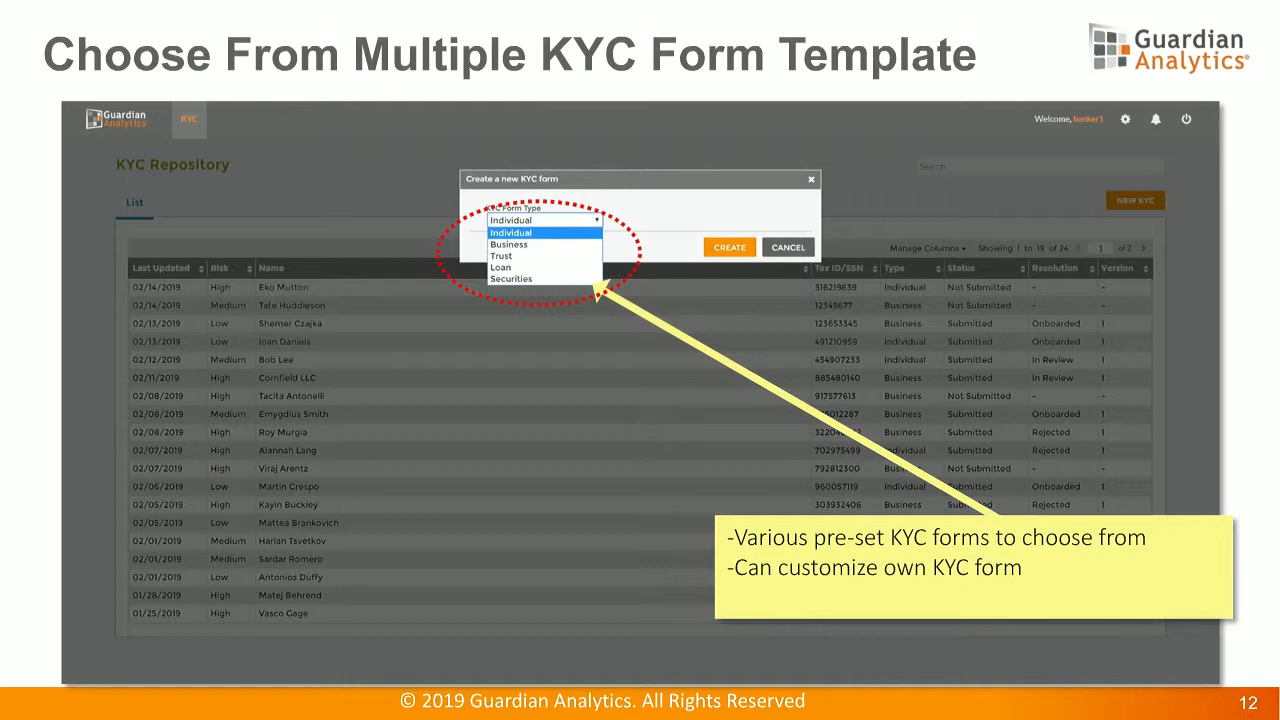 Choose From Multiple KYC Form Template
Guardian
Analytics®
Guardian
Analytics
KYC
Welcome, banker1
KYC Repository
Search
Create a new KYC form
List
NEW KYC
KYC Form Type
Individual
Individual
Business
Trust
Loan
Securities
CREATE CANCEL
Manage Columns Showing 1 to 19 of 24 1 of 2
Last Updated Risk Name Tax ID/SSN Type Status Resolution Version
02/14/2019 High Eko Mutton 316219639 Individual Not Submitted - -
02/14/2019 Medium Tate Huddleson 12345677 Business Not Submitted - -
02/13/2019 Low Shemer Czajka 123653345 Business Submitted Onboarded 1
02/13/2019 Low Ioan Daniels 491210959 Individual Submitted Onboarded 1
02/12/2019 Medium Bob Lee 454907233 Individual Submitted In Review 1
02/11/2019 High Cornfield LLC 885480140 Business Submitted In Review 1
02/08/2019 High Tacita Antonelli 917577613 Business Not Submitted - -
02/08/2019 Medium Emygdius Smith Business Submitted Onboarded 1
02/08/2019 High Roy Murgia Business Submitted Rejected 1
02/07/2019 High Alannah Lang 702975499 Individual Submitted Rejected 1
02/07/2019 High Viraj Arentz 792812300 Not Submitted - -
02/06/2019 Low Martin Crespo 960057119 Individual Submitted Onboarded 1
02/05/2019 High Kayin Buckley 303932406 Business Submitted Rejected 1
02/05/2019 Low Mattea Brankovich
02/01/2019 Medium Harlan Tsvetkov
02/01/2019 Medium Sardar Romero
02/01/2019 Low Antonios Duffy
01/28/2019 High Matej Behrend
01/25/2019 High Vasco Gage
-Various pre-set KYC forms to choose from
-Can customize own KYC form
© 2019 Guardian Analytics. All Rights Reserved
12